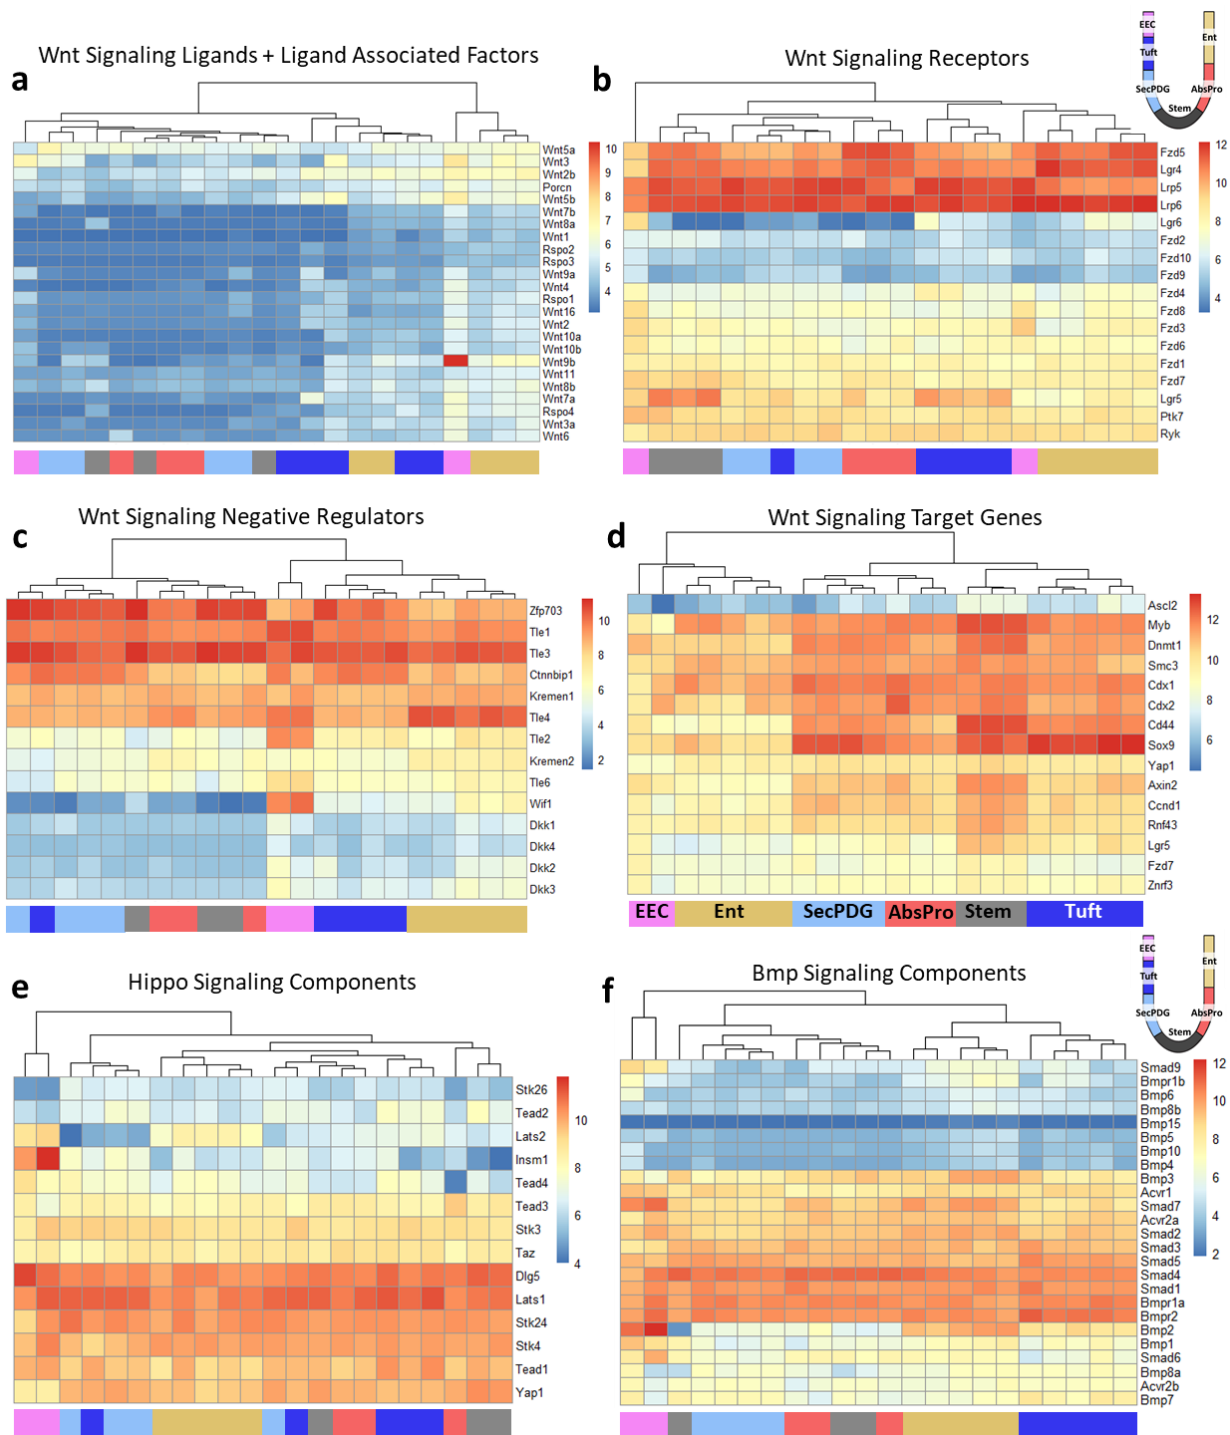 Wnt Signaling Ligands + Ligand Associated Factors
a
Wnt5a
Wnt3
Wnt2b
Porcn
Wnt5b
Wnt7b
Wnt8a
Wnt1
Rspo2
Rspo3
Wnt9a
Wnt4
Rspo1
Wnt16
Wnt2
Wnt10a
Wnt10b
Wnt9b
Wnt11
Wnt8b
Wnt7a
Rspo4
Wnt3a
Wnt6
10
9
8
7
6
5
4
Wnt Signaling Receptors
b
Fzd5
Lgr4
Lrp5
Lrp6
Lgr6
Fzd2
Fzd10
Fzd9
Fzd4
Fzd8
Fzd3
Fzd6
Fzd1
Fzd7
Lgr5
Ptk7
Ryk
12
10
8
6
4
EEC
Tuft
SecPDG
Stem
AbsPro
Ent
Wnt Signaling Negative Regulators
c
Zfp703
Tle1
Tle3
Ctnnbip1
Kremen1
Tle4
Tle2
Kremen2
Tle6
Wif1
Dkk1
Dkk4
Dkk2
Dkk3
10
8
6
4
2
Wnt Signaling Target Genes
d
Ascl2
Myb
Dnmt1
Smc3
Cdx1
Cdx2
Cd44
Sox9
Yap1
Axin2
Ccnd1
Rnf43
Lgr5
Fzd7
Znrf3
12
10
8
6
EEC Ent SecPDG AbsPro Stem Tuft
Hippo Signaling Components
e
Stk26
Tead2
Lats2
Insm1
Tead4
Tead3
Stk3
Taz
Dlg5
Lats1
Stk24
Stk4
Tead1
Yap1
10
8
6
4
Bmp Signaling Components
f
Smad9
Bmpr1b
Bmp6
Bmp8b
Bmp15
Bmp5
Bmp10
Bmp4
Bmp3
Acvr1
Smad7
Acvr2a
Smad2
Smad3
Smad5
Smad4
Smad1
Bmpr1a
Bmpr2
Bmp2
Bmp1
Smad6
Bmp8a
Acvr2b
Bmp7
12
10
8
6
4
2
EEC
Tuft
SecPDG
Stem
AbsPro
Ent